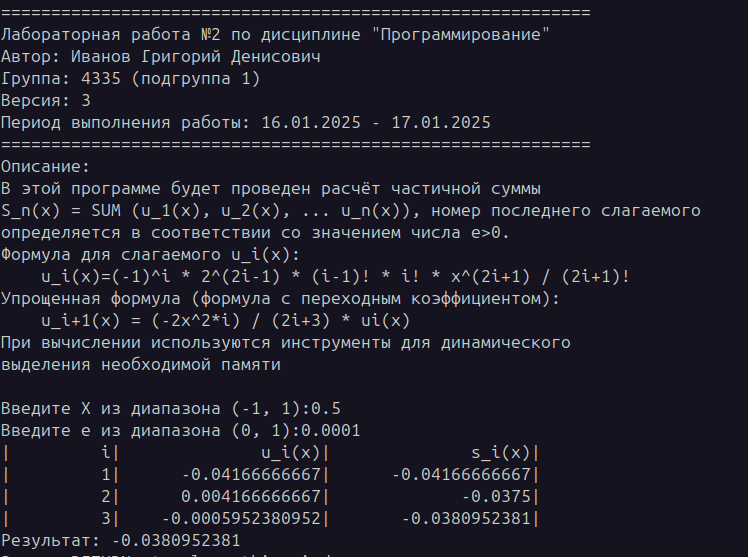 ===========================================================
Лабораторная работа №2 по дисциплине "Программирование"
Автор: Иванов Григорий Денисович
Группа: 4335 (подгруппа 1)
Версия: 3
Период выполнения работы: 16.01.2025 - 17.01.2025
===========================================================
Описание:
В этой программе будет проведен расчёт частичной суммы
S_n(x) = SUM (u_1(x), u_2(x), ... u_n(x)), номер последнего слагаемого
определяется в соответствии со значением числа e>0.
Формула для слагаемого u_i(x):
    u_i(x)=(-1)^i * 2^(2i-1) * (i-1)! * i! * x^(2i+1) / (2i+1)!
Упрощенная формула (формула с переходным коэффициентом):
    u_i+1(x) = (-2x^2*i) / (2i+3) * ui(x)
При вычислении используются инструменты для динамического
выделения необходимой памяти

Введите X из диапазона (-1, 1):0.5
Введите e из диапазона (0, 1):0.0001
|         i|              u_i(x)|              s_i(x)|
|         1|      -0.04166666667|      -0.04166666667|
|         2|      0.004166666667|             -0.0375|
|         3|    -0.0005952380952|       -0.0380952381|
Результат: -0.0380952381